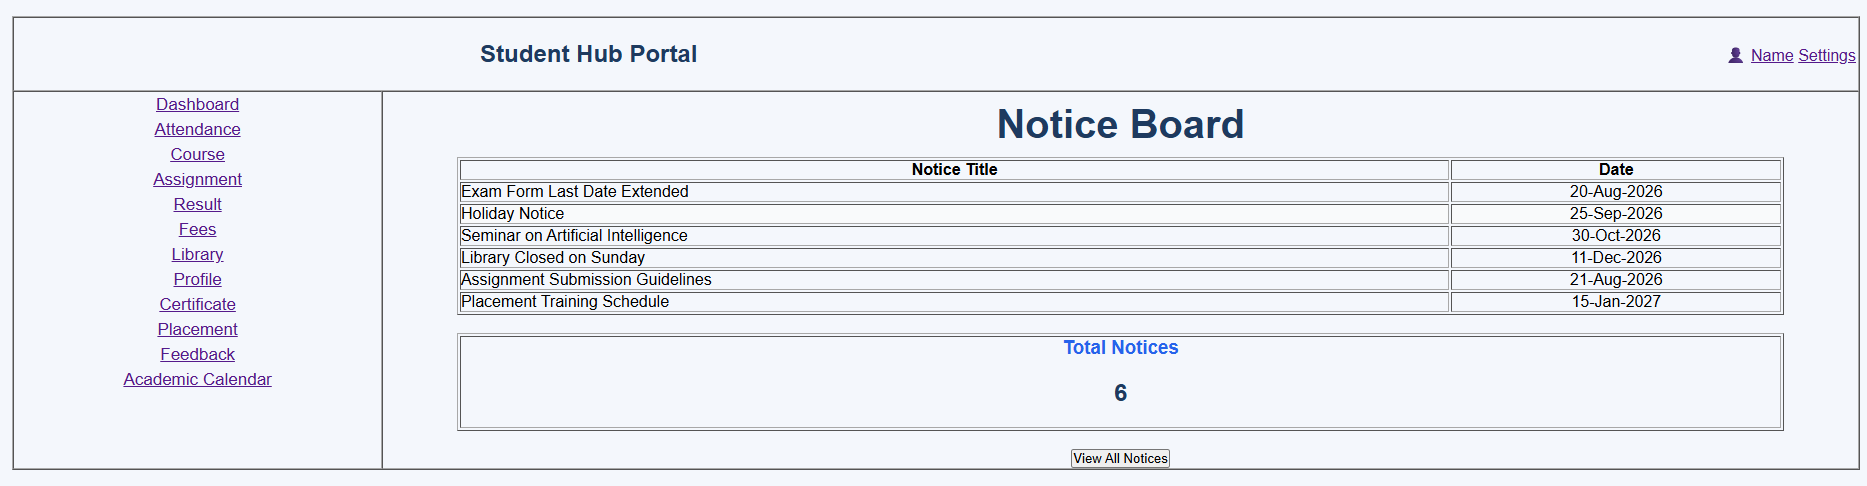 Student Hub Portal
Name Settings
Dashboard
Attendance
Course
Assignment
Result
Fees
Library
Profile
Certificate
Placement
Feedback
Academic Calendar
Notice Board
Notice Title Date
Exam Form Last Date Extended 20-Aug-2026
Holiday Notice 25-Sep-2026
Seminar on Artificial Intelligence 30-Oct-2026
Library Closed on Sunday 11-Dec-2026
Assignment Submission Guidelines 21-Aug-2026
Placement Training Schedule 15-Jan-2027
Total Notices
6
View All Notices